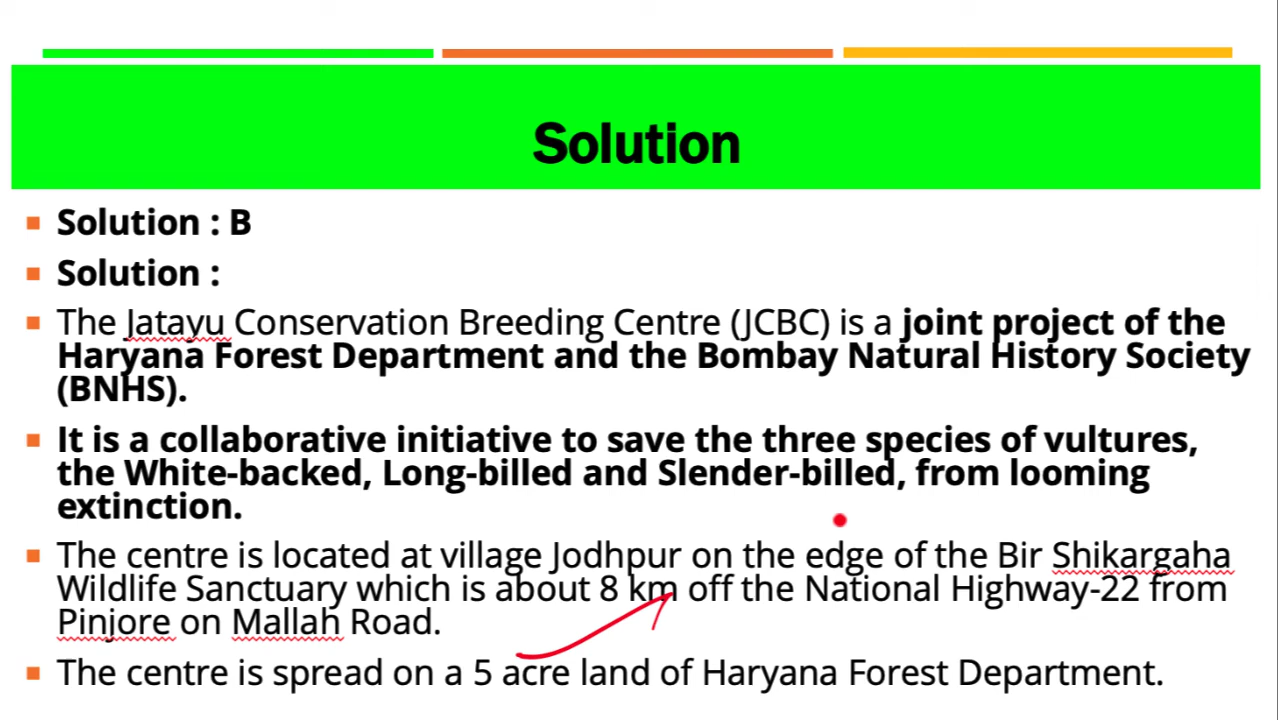 Solution
Solution : B
Solution :
The Jatayu Conservation Breeding Centre (JCBC) is a joint project of the
Haryana Forest Department and the Bombay Natural History Society
(BNHS).
It is a collaborative initiative to save the three species of vultures,
the White-backed, Long-billed and Slender-billed, from looming
extinction.
The centre is located at village Jodhpur on the edge of the Bir Shikargaha
Wildlife Sanctuary which is about 8 km off the National Highway-22 from
Pinjore on Mallah Road.
The centre is spread on a 5 acre land of Haryana Forest Department.